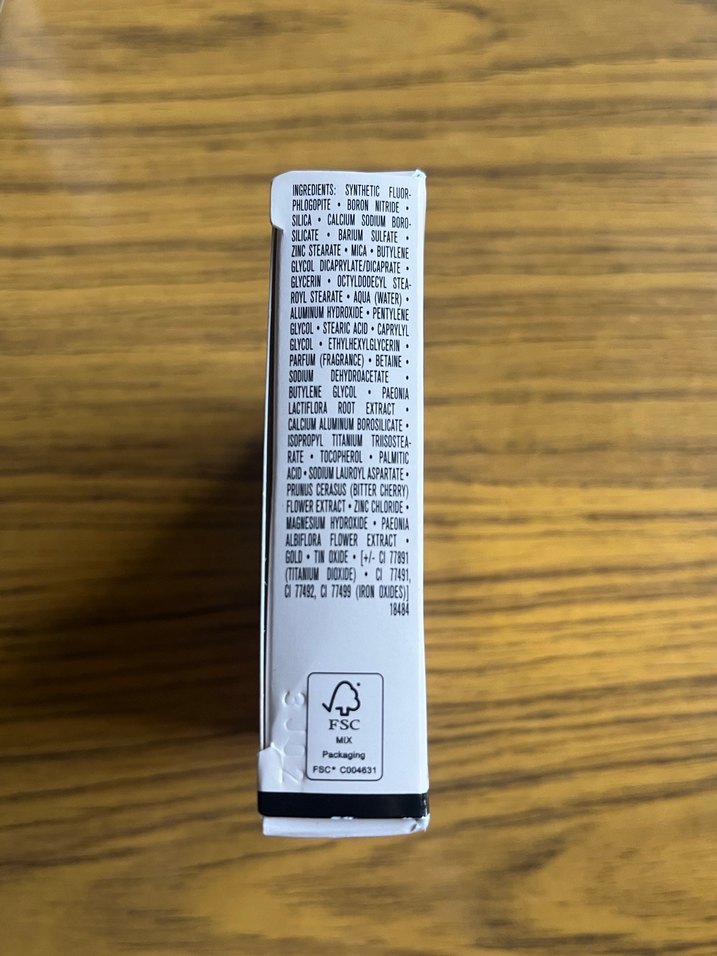 INGREDIENTS: SYNTHETIC FLUOR-
PHLOGOPITE • BORON NITRIDE •
SILICA • CALCIUM SODIUM BORO-
SILICATE • BARIUM SULFATE •
ZINC STEARATE • MICA • BUTYLENE
GLYCOL DICAPRYLATE/DICAPRATE •
GLYCERIN • OCTYLDODECYL STEA-
ROYL STEARATE • AQUA (WATER) •
ALUMINUM HYDROXIDE • PENTYLENE
GLYCOL • STEARIC ACID • CAPRYLYL
GLYCOL • ETHYLHEXYLGLYCERIN •
PARFUM (FRAGRANCE) • BETAINE •
SODIUM DEHYDROACETATE •
BUTYLENE GLYCOL • PAEONIA
LACTIFLORA ROOT EXTRACT •
CALCIUM ALUMINUM BOROSILICATE •
ISOPROPYL TITANIUM TRIISOSTEA-
RATE • TOCOPHEROL • PALMITIC
ACID • SODIUM LAUROYL ASPARTATE •
PRUNUS CERASUS (BITTER CHERRY)
FLOWER EXTRACT • ZINC CHLORIDE •
MAGNESIUM HYDROXIDE • PAEONIA
ALBIFLORA FLOWER EXTRACT •
GOLD • TIN OXIDE • [+/- CI 77891
(TITANIUM DIOXIDE) • CI 77491,
CI 77492, CI 77499 (IRON OXIDES)]
18484
FSC
MIX
Packaging
FSC® C004631